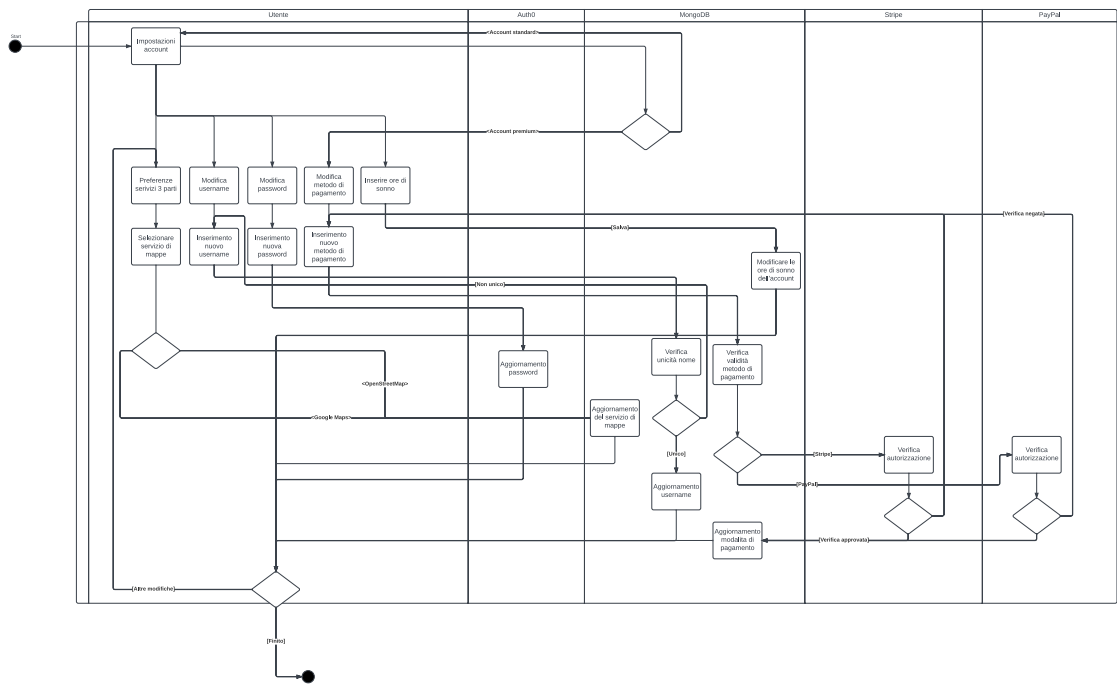 Utente
Auth0
MongoDB
Stripe
PayPal
Start
Impostazioni
account
<Account standard>
<Account premium>
Preferenze
serivizi 3 parti
Modifica
username
Modifica
password
Modifica
metodo di
pagamento
Inserire ore di
sonno
[Verifica negata]
[Salva]
Selezionare
servizio di
mappe
Inserimento
nuovo
username
Inserimento
nuova
password
Inserimento
nuovo
metodo di
pagamento
Modificare le
ore di sonno
dell'account
[Non unico]
Aggiornamento
password
Verifica
unicità nome
Verifica
validità
metodo di
pagamento
<OpenStreetMap>
<Google Maps>
Aggiornamento
del servizio di
mappe
[Unico]
[Stripe]
Verifica
autorizzazione
Verifica
autorizzazione
[PayPal]
Aggiornamento
username
Aggiornamento
modalita di
pagamento
[Verifica approvata]
[Altre modifiche]
[Finito]